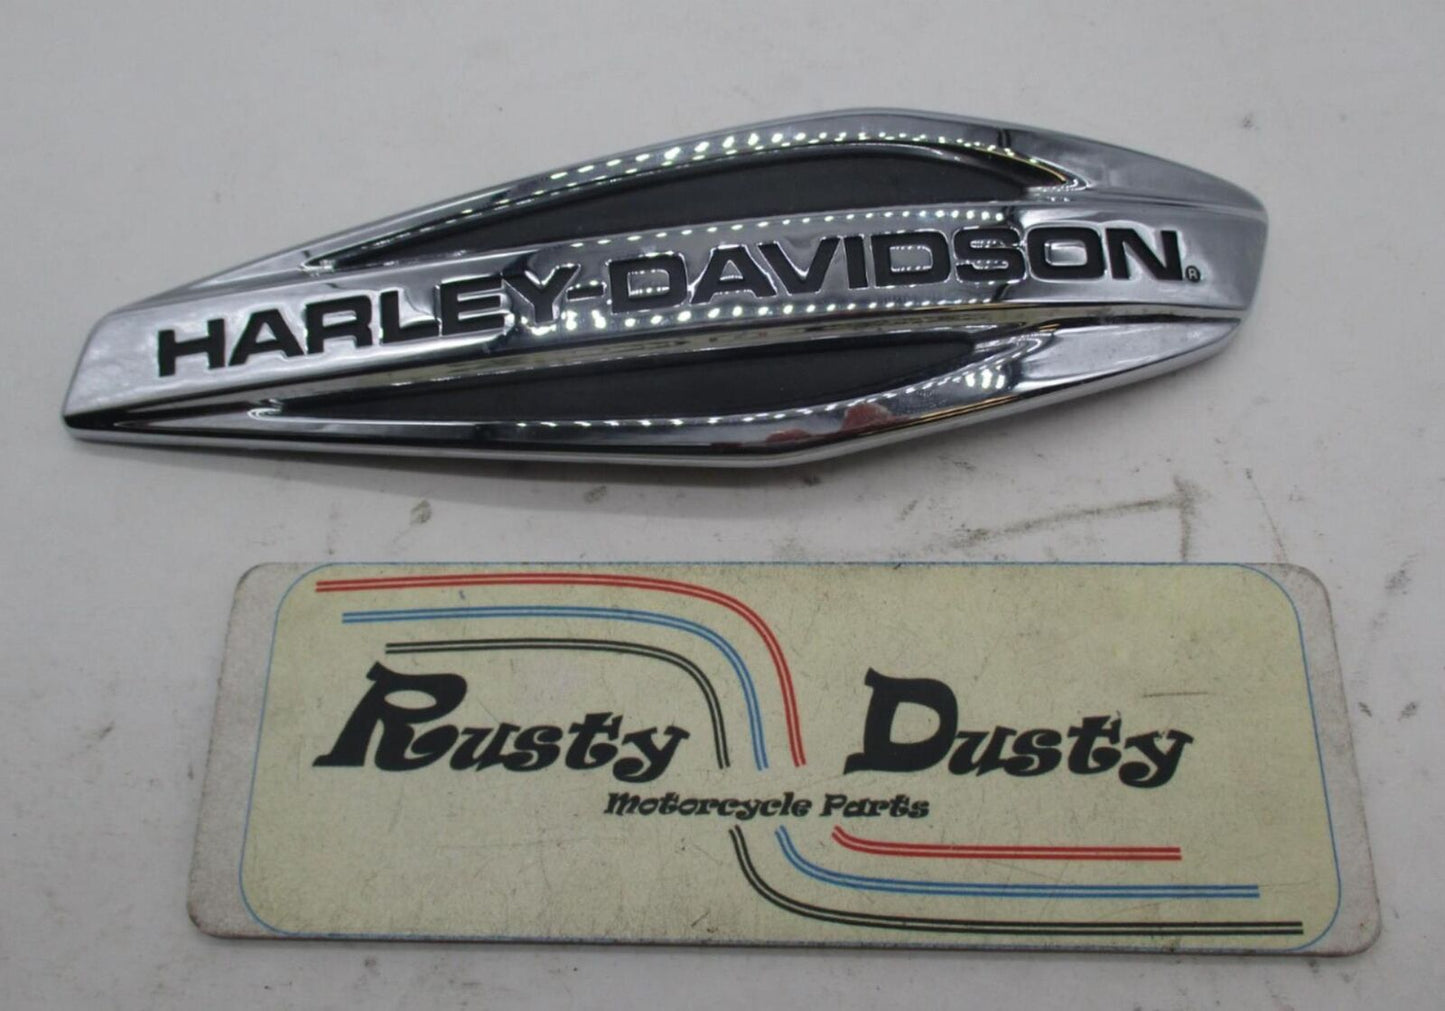 HARLEY-DAVIDSON®
Rusty Dusty
Motorcycle Parts